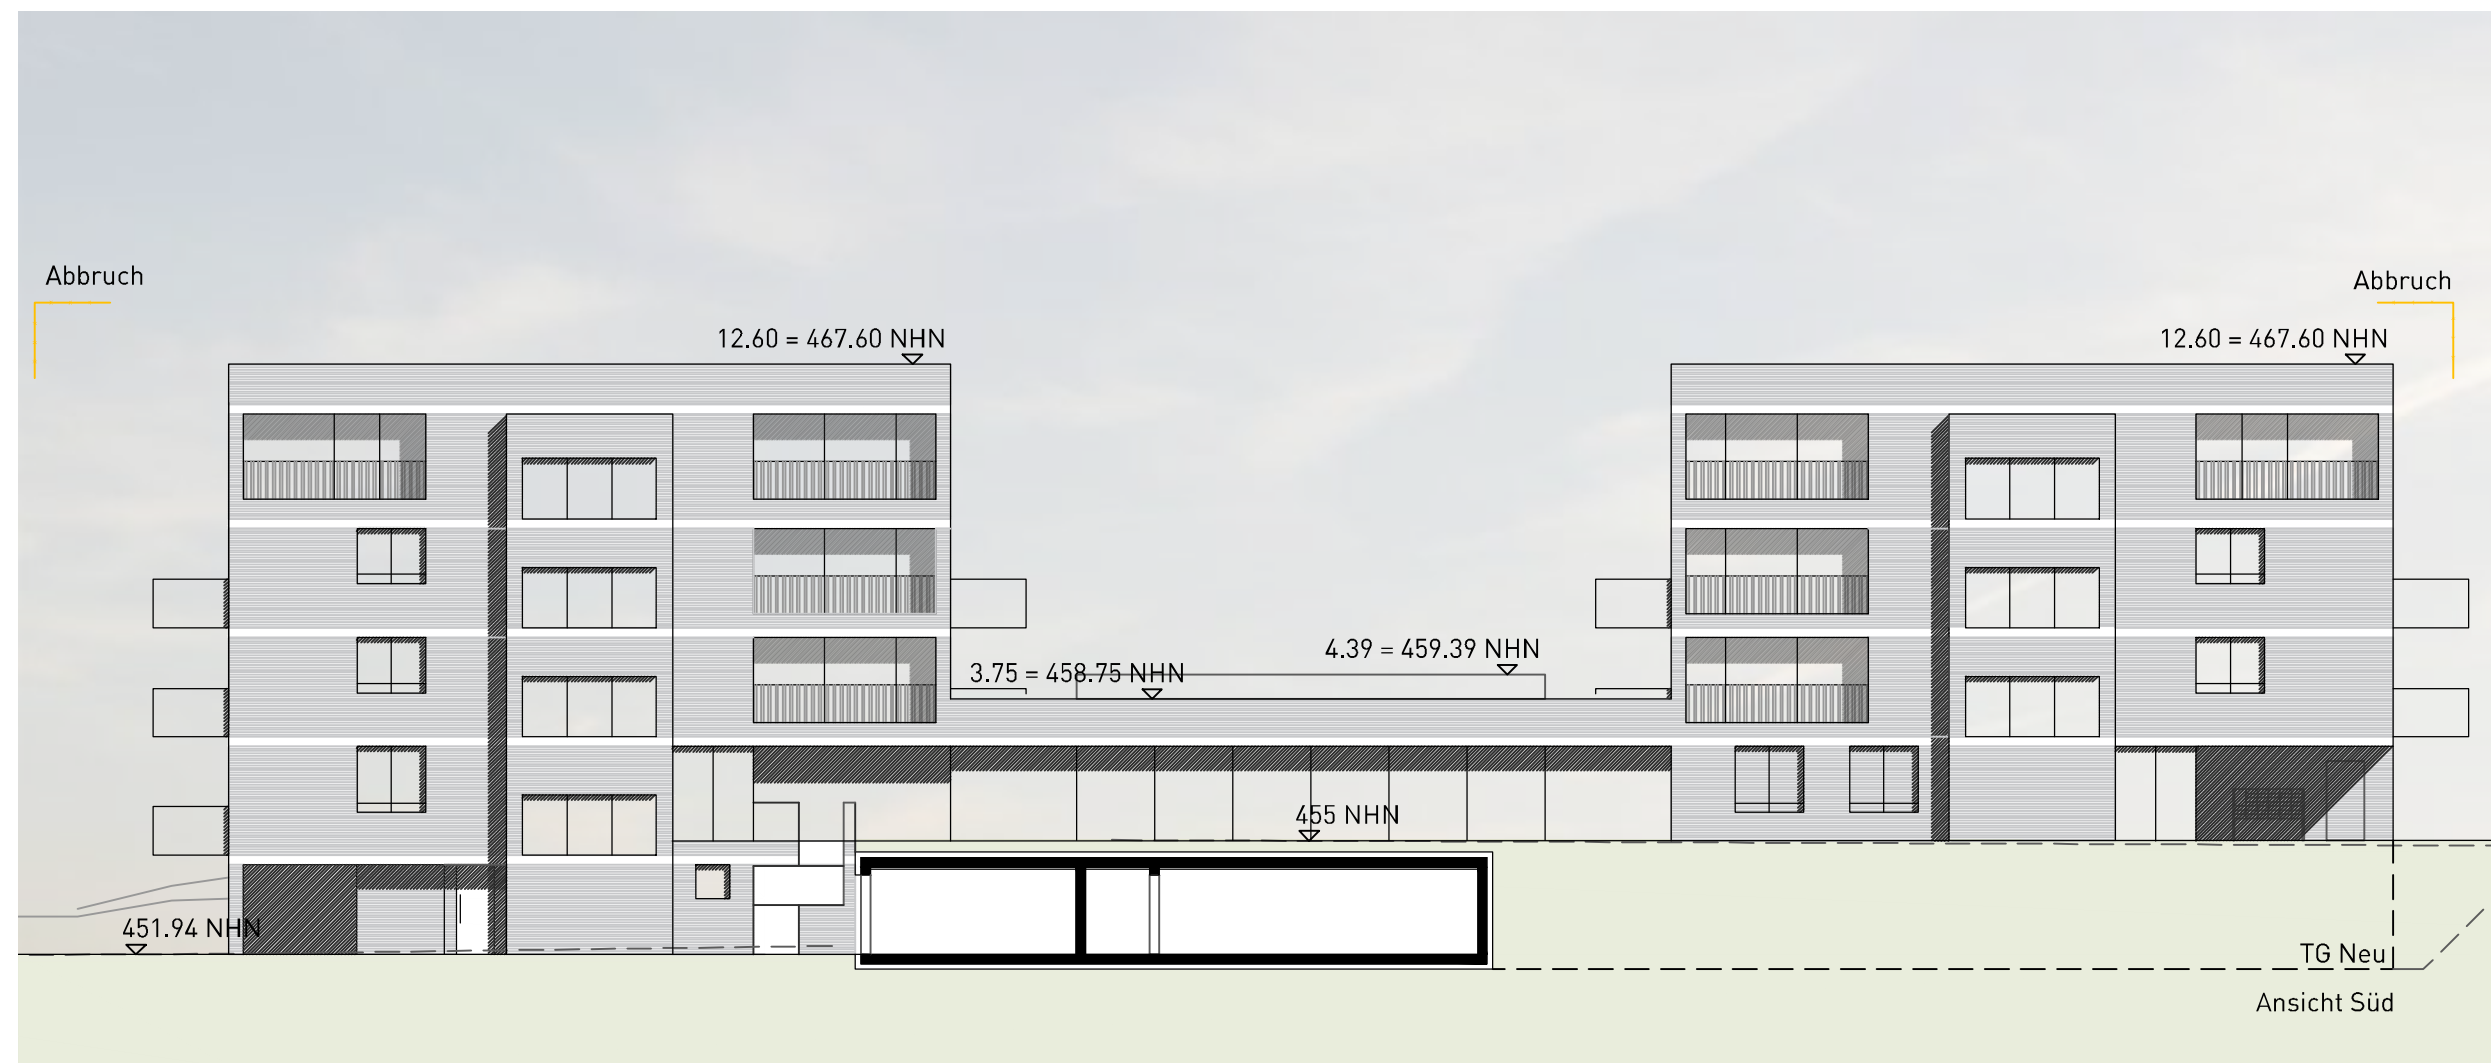 Abbruch
Abbruch
12.60 = 467.60 NHN
12.60 = 467.60 NHN
4.39 = 459.39 NHN
3.75 = 458.75 NHN
455 NHN
451.94 NHN
TG Neu
Ansicht Süd